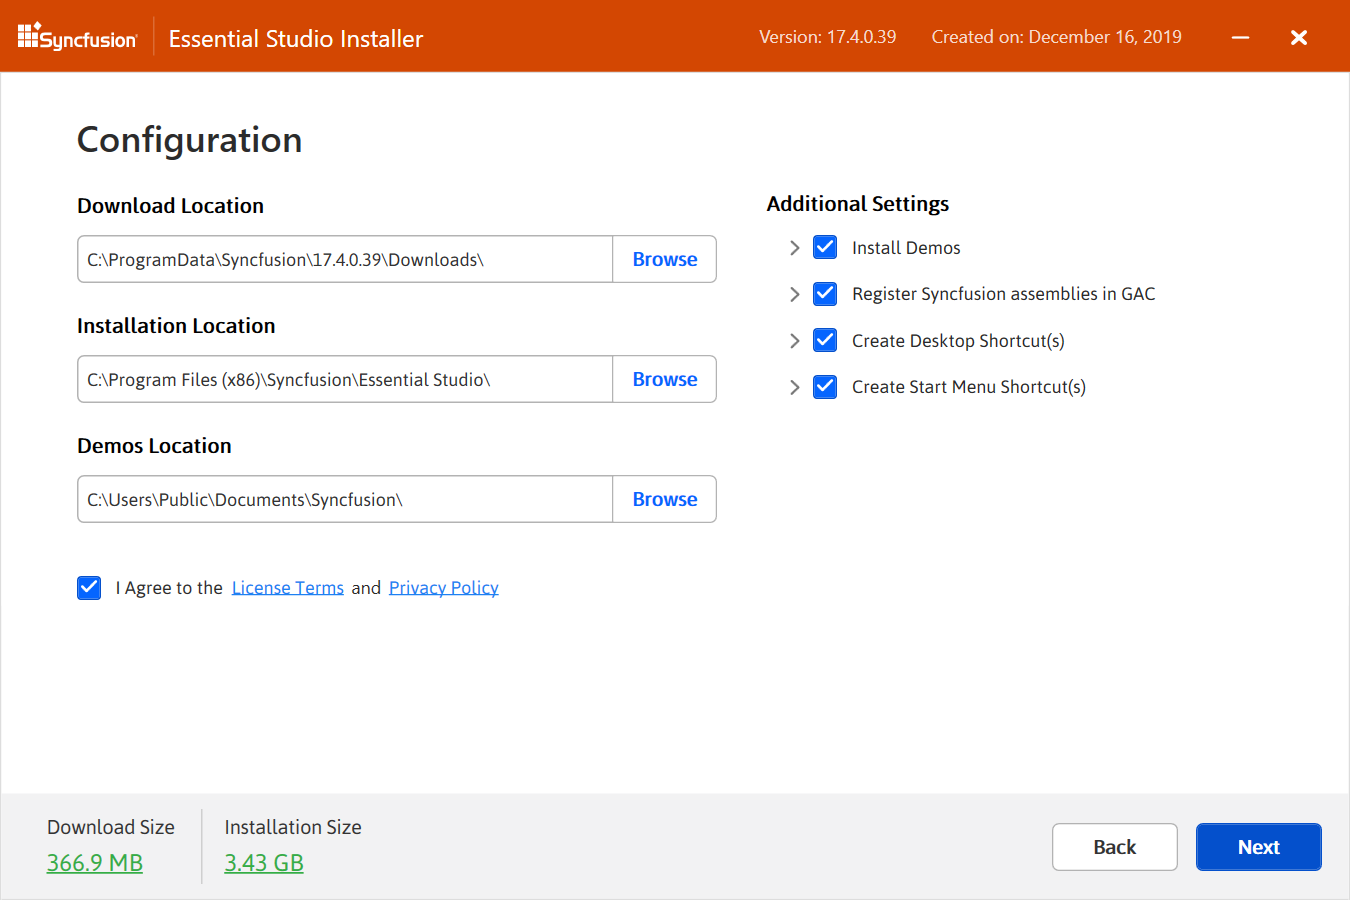 Syncfusion
Essential Studio Installer
Version: 17.4.0.39
Created on: December 16, 2019
Configuration
Download Location
C:\ProgramData\Syncfusion\17.4.0.39\Downloads\
Browse
Installation Location
C:\Program Files (x86)\Syncfusion\Essential Studio\
Browse
Demos Location
C:\Users\Public\Documents\Syncfusion\
Browse
I Agree to the License Terms and Privacy Policy
Additional Settings
Install Demos
Register Syncfusion assemblies in GAC
Create Desktop Shortcut(s)
Create Start Menu Shortcut(s)
Download Size
366.9 MB
Installation Size
3.43 GB
Back
Next